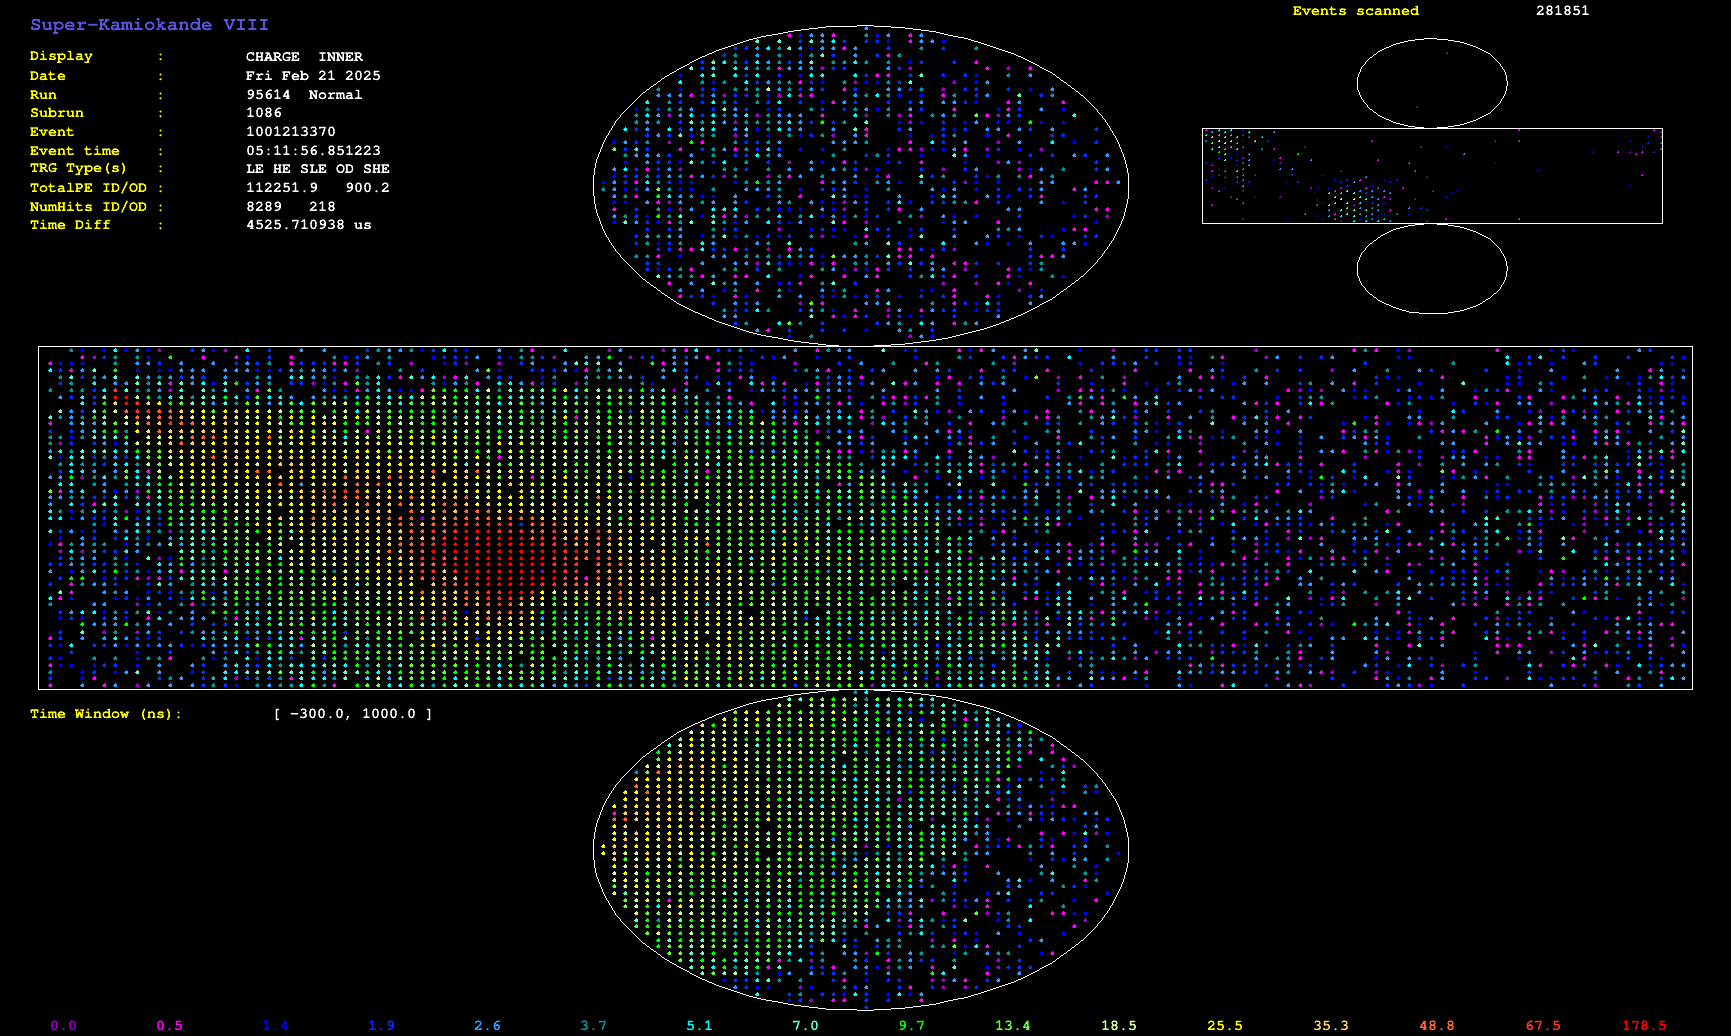 Super-Kamiokande VIII
Events scanned 281851
Display : CHARGE INNER
Date : Fri Feb 21 2025
Run : 95614 Normal
Subrun : 1086
Event : 1001213370
Event time : 05:11:56.851223
TRG Type(s) : LE HE SLE OD SHE
TotalPE ID/OD : 112251.9 900.2
NumHits ID/OD : 8289 218
Time Diff : 4525.710938 us
Time Window (ns): [ -300.0, 1000.0 ]
0.0 0.5 1.4 1.9 2.6 3.7 5.1 7.0 9.7 13.4 18.5 25.5 35.3 48.8 67.5 178.5